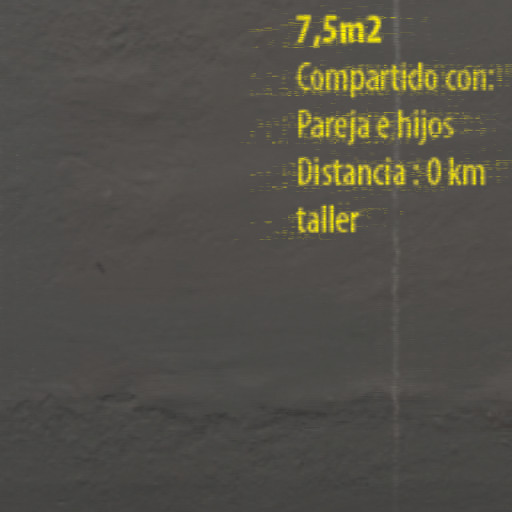 7,5m2
Compartido con:
Pareja e hijos
Distancia : 0 km
taller